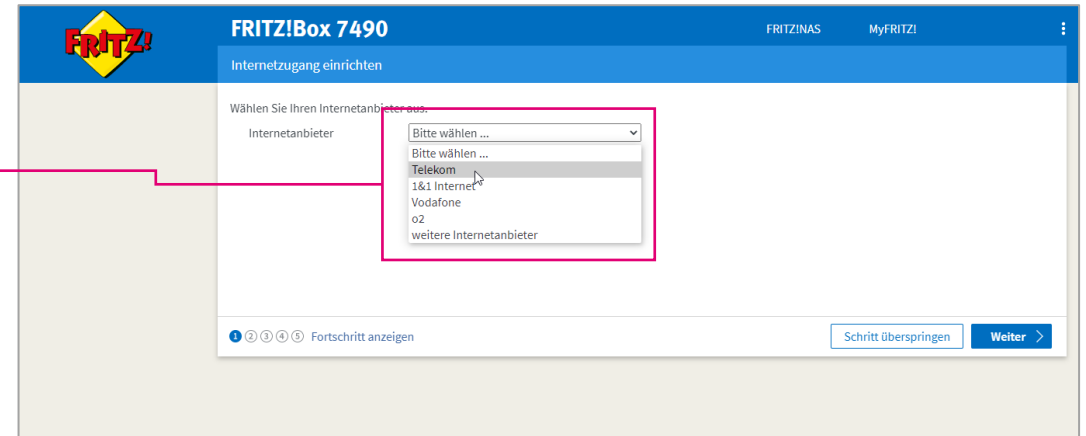 FRITZ!
FRITZ!Box 7490
FRITZ!NAS
MyFRITZ!
Internetzugang einrichten
Wählen Sie Ihren Internetanbieter aus.
Internetanbieter
Bitte wählen ...
Bitte wählen ...
Telekom
1&1 Internet
Vodafone
o2
weitere Internetanbieter
1 2 3 4 5 Fortschritt anzeigen
Schritt überspringen
Weiter